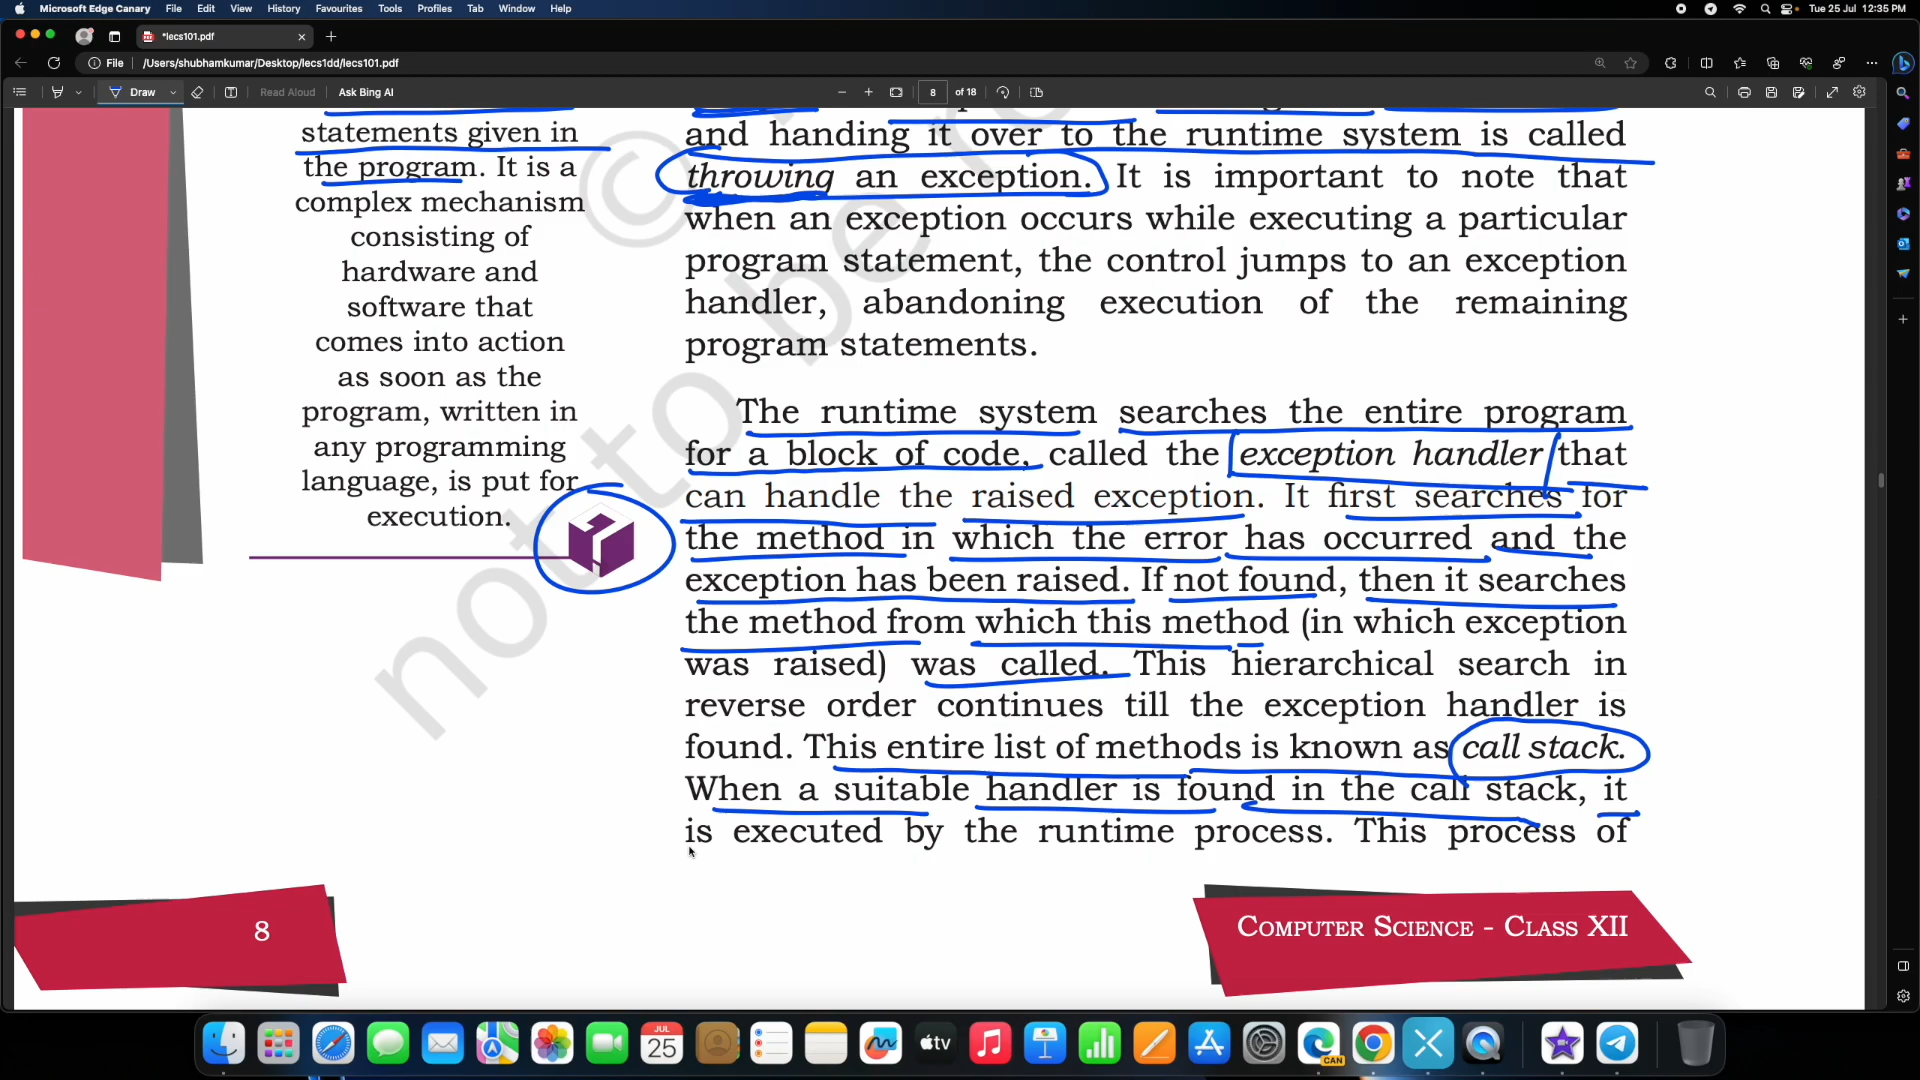 Microsoft Edge Canary File Edit View History Favourites Tools Profiles Tab Window Help Tue 25 Jul 12:35 PM
*lecs101.pdf
File /Users/shubhamkumar/Desktop/lecs1dd/lecs101.pdf
Draw Read Aloud Ask Bing AI 8 of 18
statements given in
the program. It is a
complex mechanism
consisting of
hardware and
software that
comes into action
as soon as the
program, written in
any programming
language, is put for
execution.
and handing it over to the runtime system is called
throwing an exception. It is important to note that
when an exception occurs while executing a particular
program statement, the control jumps to an exception
handler, abandoning execution of the remaining
program statements.
The runtime system searches the entire program
for a block of code, called the exception handler that
can handle the raised exception. It first searches for
the method in which the error has occurred and the
exception has been raised. If not found, then it searches
the method from which this method (in which exception
was raised) was called. This hierarchical search in
reverse order continues till the exception handler is
found. This entire list of methods is known as call stack.
When a suitable handler is found in the call stack, it
is executed by the runtime process. This process of
©
not to be re
8
COMPUTER SCIENCE - CLASS XII
JUL
25
tv
CAN